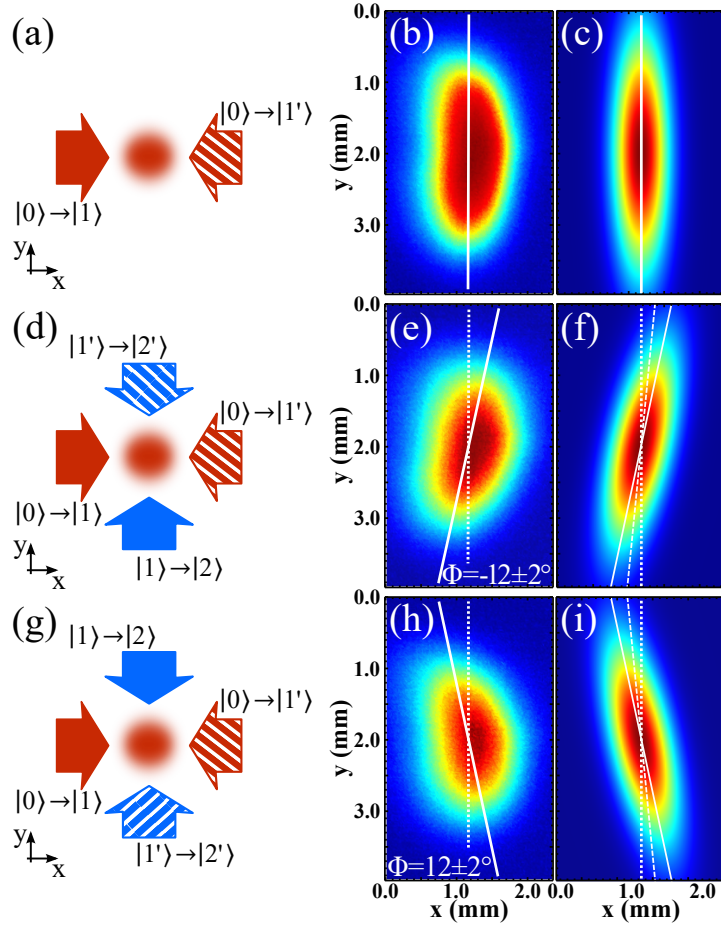 (a)
|0⟩→|1'⟩
|0⟩→|1⟩
y
x
(b)
(c)
0.0
1.0
2.0
3.0
y (mm)
(d)
|1'⟩→|2'⟩
|0⟩→|1'⟩
|0⟩→|1⟩
|1⟩→|2⟩
y
x
(e)
(f)
0.0
1.0
2.0
3.0
y (mm)
Φ=-12±2°
(g)
|1⟩→|2⟩
|0⟩→|1'⟩
|0⟩→|1⟩
|1'⟩→|2'⟩
y
x
(h)
(i)
0.0
1.0
2.0
3.0
y (mm)
Φ=12±2°
0.0 1.0 2.0 0.0 1.0 2.0
x (mm) x (mm)